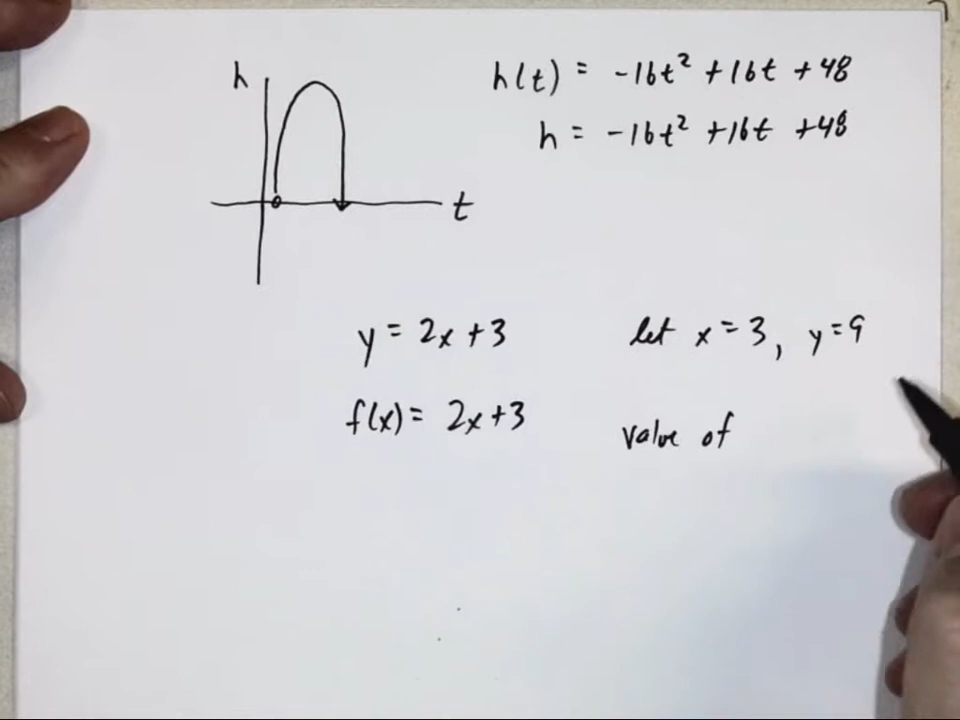 h
h(t) = -16t² + 16t + 48
h = -16t² + 16t + 48
t
y = 2x + 3
let x = 3, y = 9
f(x) = 2x + 3
value of